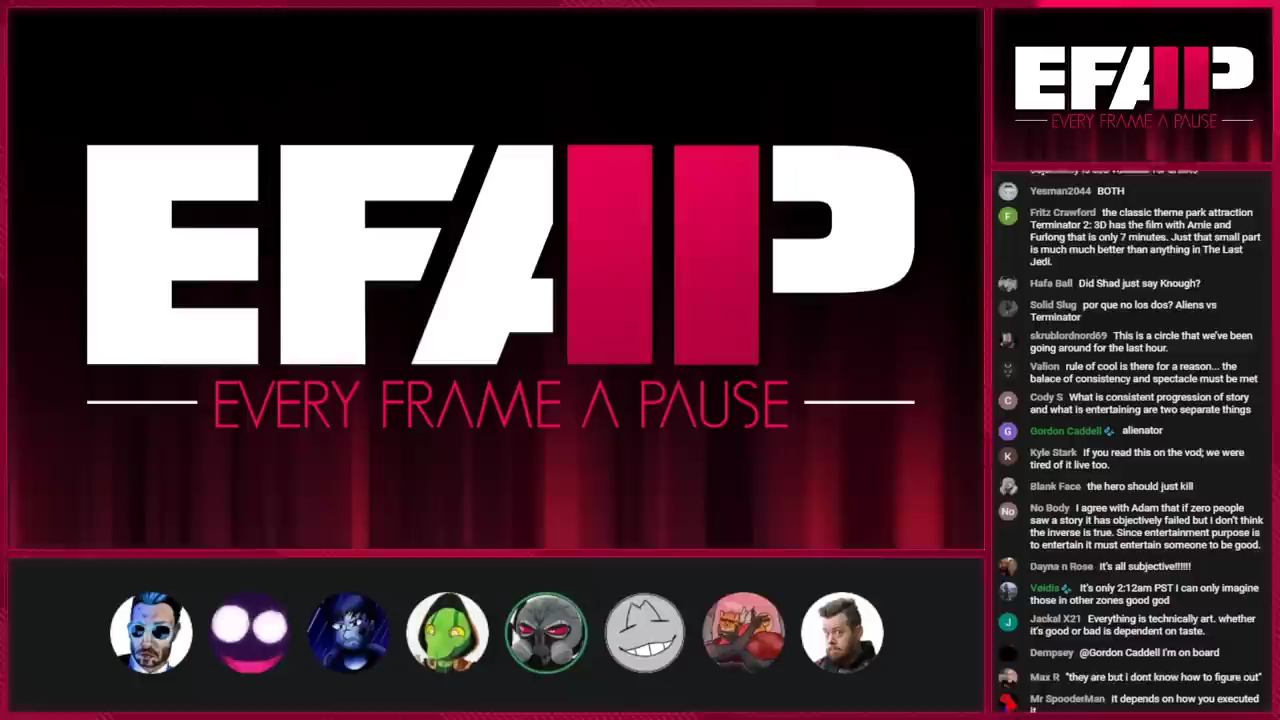 EFAP
EVERY FRAME A PAUSE
EFAP
EVERY FRAME A PAUSE
Yesman2044 BOTH
F
Fritz Crawford the classic theme park attraction
Terminator 2: 3D has the film with Arnie and
Furlong that is only 7 minutes. Just that small part
is much much better than anything in The Last
Jedi.
Hafa Ball Did Shad just say Knough?
Solid Slug por que no los dos? Aliens vs
Terminator
skrublordnord69 This is a circle that we've been
going around for the last hour.
Valion rule of cool is there for a reason... the
balace of consistency and spectacle must be met
C
Cody S What is consistent progression of story
and what is entertaining are two separate things
G
Gordon Caddell alienator
K
Kyle Stark If you read this on the vod; we were
tired of it live too.
Blank Face the hero should just kill
No
No Body I agree with Adam that if zero people
saw a story it has objectively failed but I don't think
the inverse is true. Since entertainment purpose is
to entertain it must entertain someone to be good.
Dayna n Rose it's all subjective!!!!!!
Vøidis It's only 2:12am PST I can only imagine
those in other zones good god
J
Jackal X21 Everything is technically art. whether
it's good or bad is dependent on taste.
Dempsey @Gordon Caddell I'm on board
Max R "they are but i dont know how to figure out"
Mr SpooderMan It depends on how you executed
it